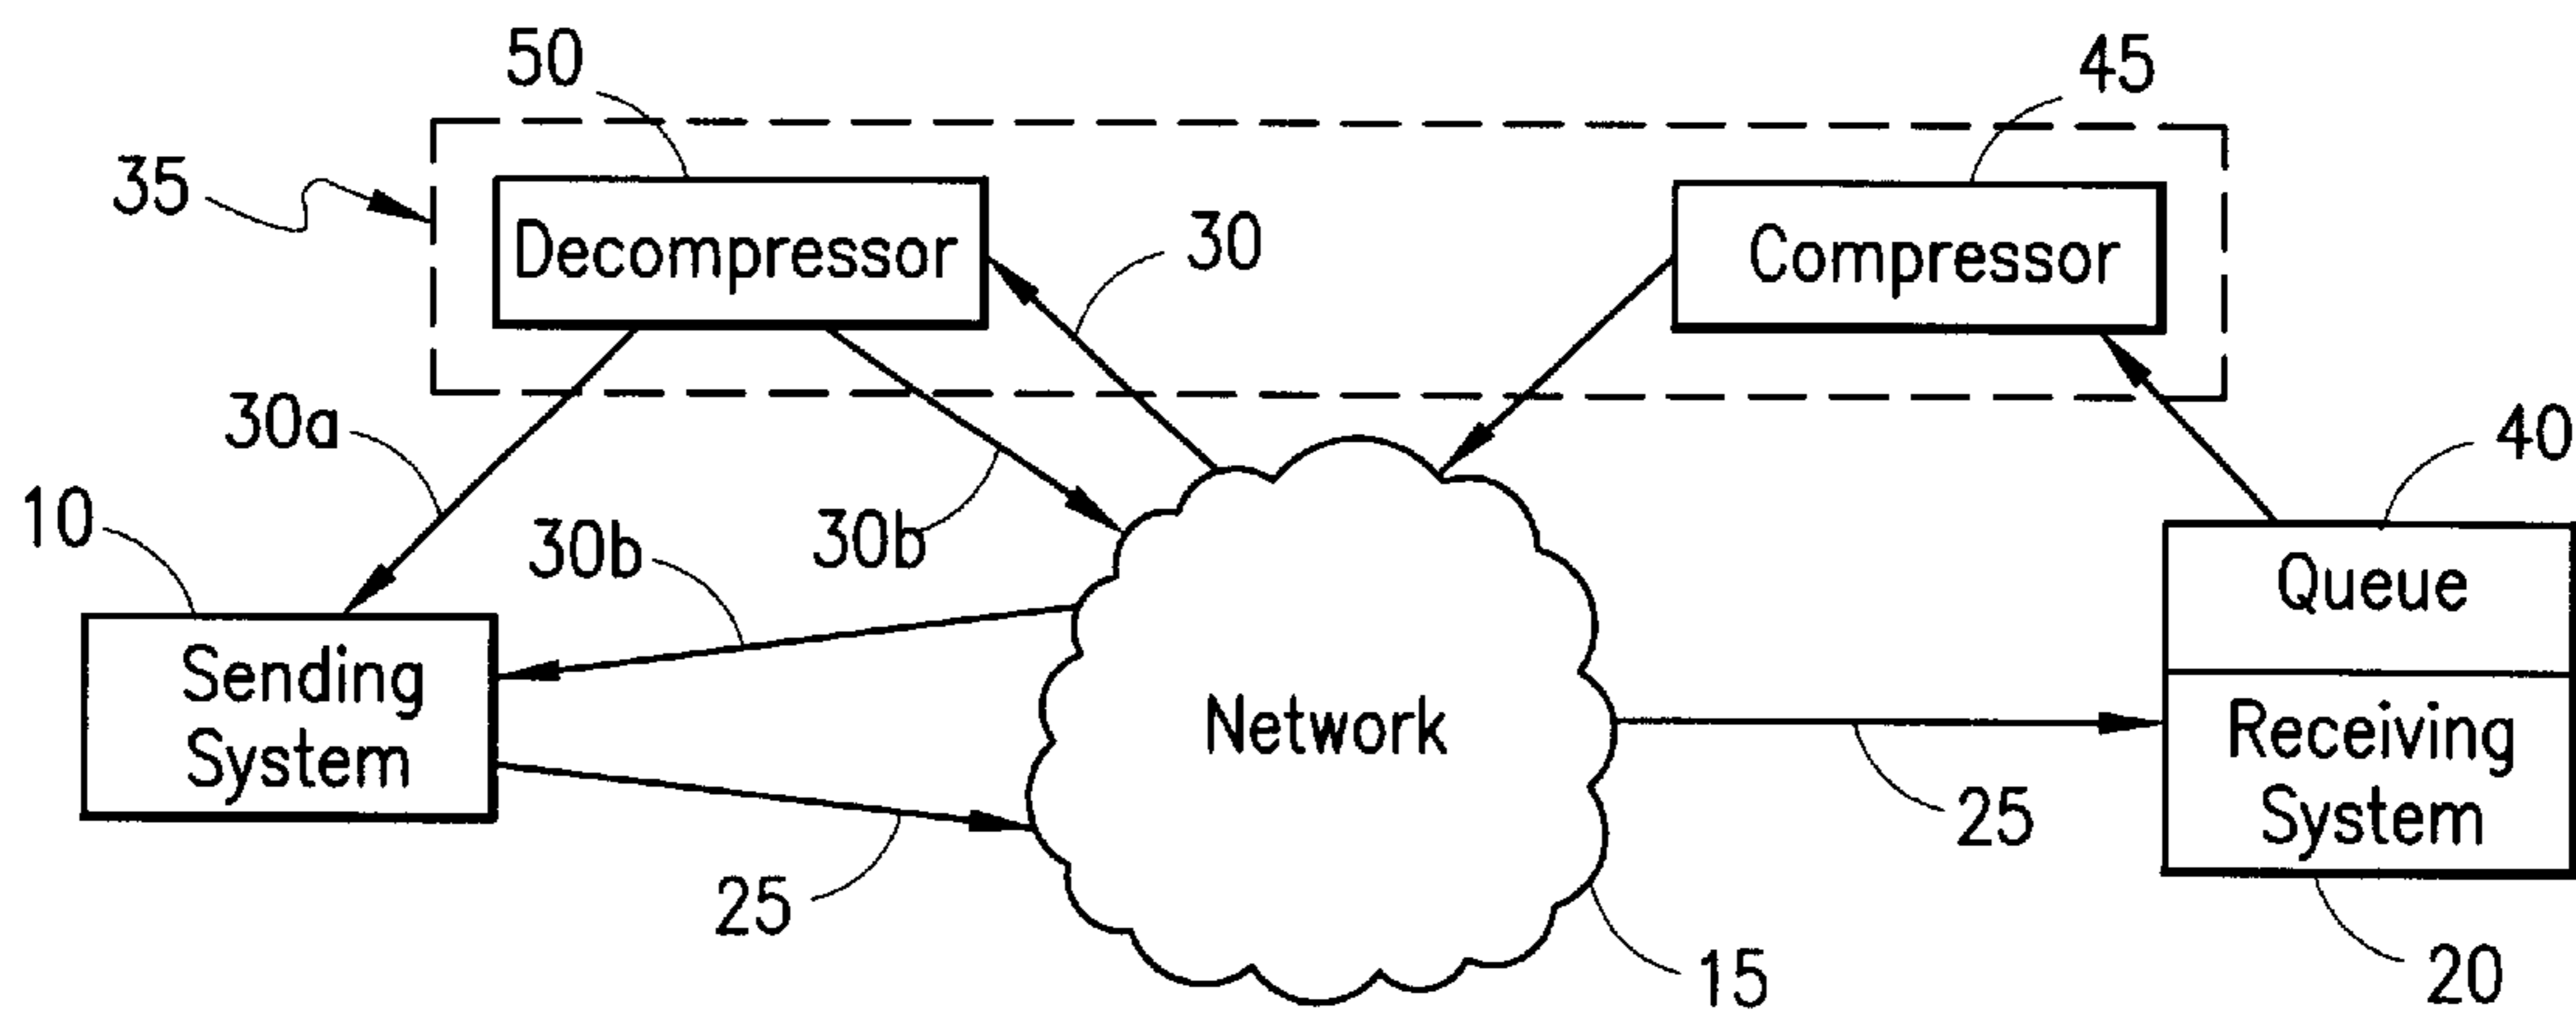 50
45
35
Decompressor
30
Compressor
30a
40
10
30b
30b
Queue
Sending
System
Network
Receiving
System
25
25
15
20